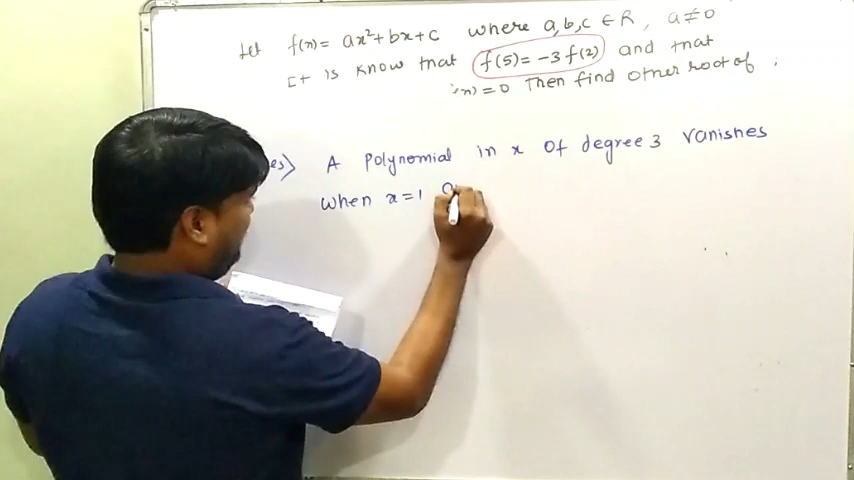 Let f(x) = ax²+bx+c where a,b,c ∈ R, a≠0
It is know that f(5) = -3 f(2) and that
(x) = 0 Then find other root of
es> A polynomial in x of degree 3 vanishes
when x=1